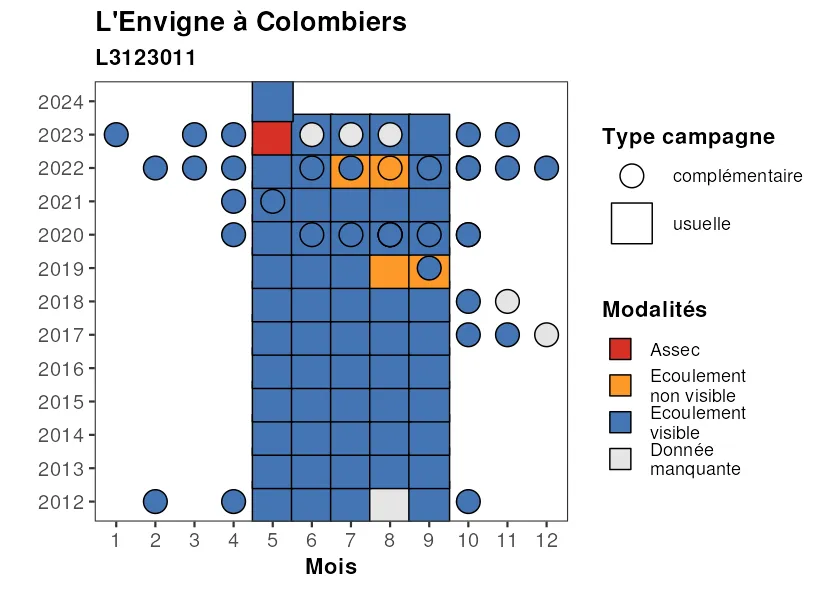 L'Envigne à Colombiers
L3123011
2024
2023
2022
2021
2020
2019
2018
2017
2016
2015
2014
2013
2012
1 2 3 4 5 6 7 8 9 10 11 12
Mois
Type campagne
complémentaire
usuelle
Modalités
Assec
Ecoulement
non visible
Ecoulement
visible
Donnée
manquante